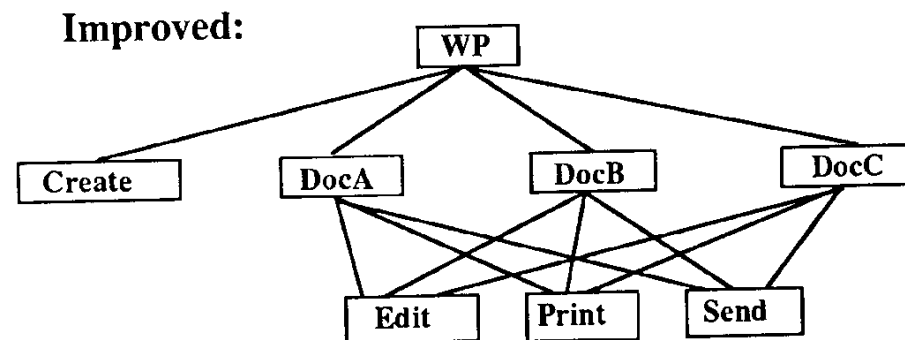 Improved:
WP
Create
DocA
DocB
DocC
Edit
Print
Send